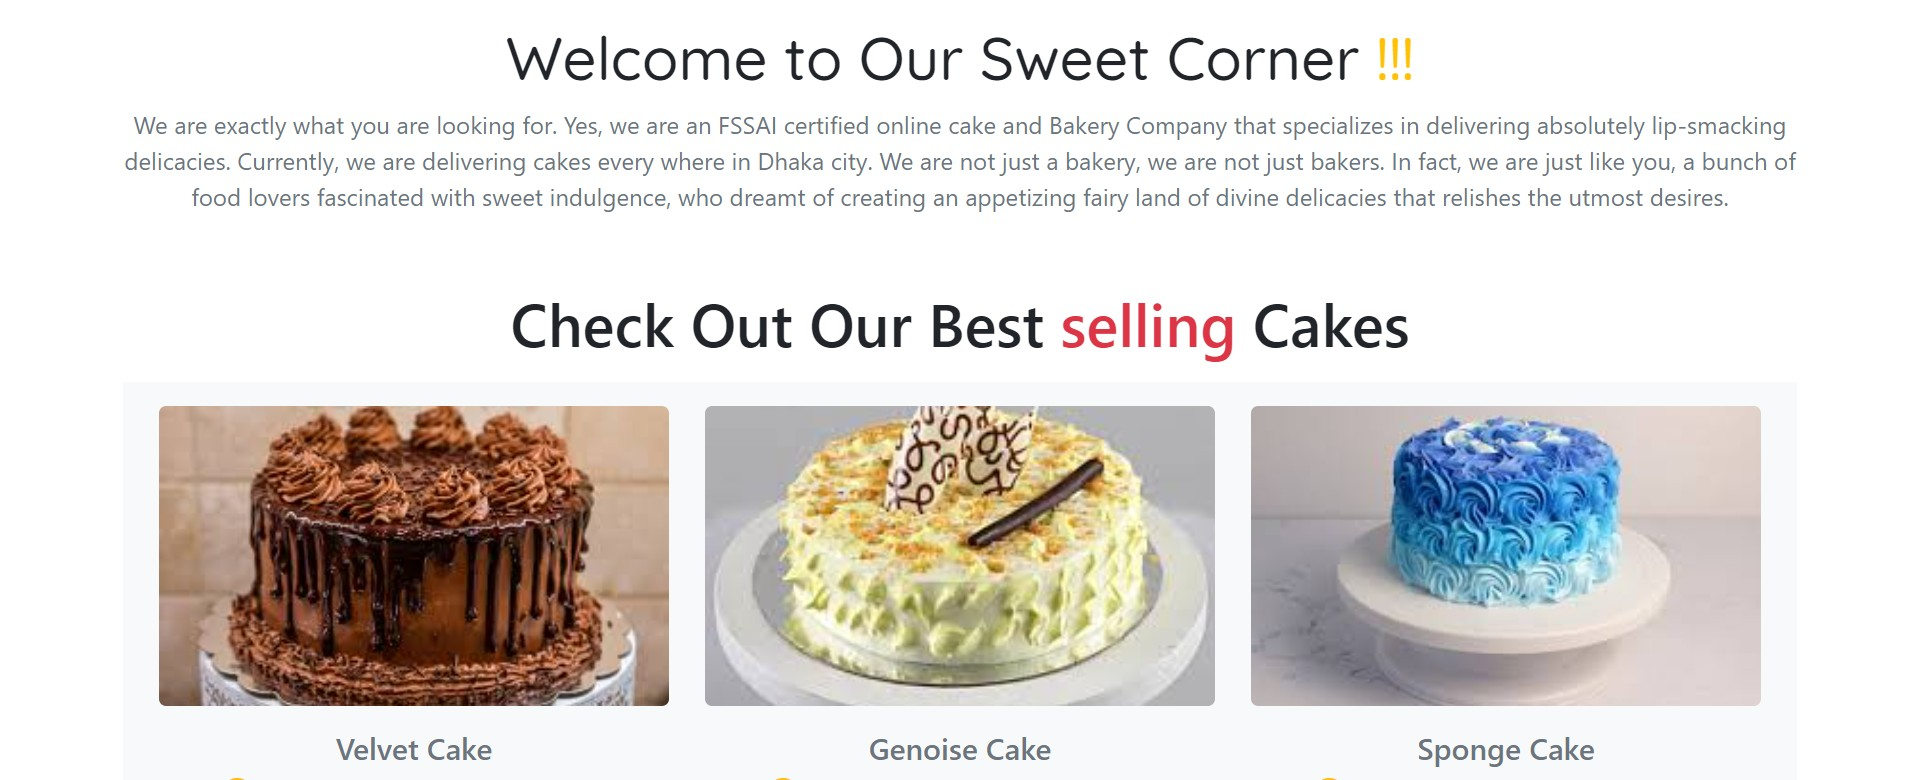 Welcome to Our Sweet Corner !!!
We are exactly what you are looking for. Yes, we are an FSSAI certified online cake and Bakery Company that specializes in delivering absolutely lip-smacking
delicacies. Currently, we are delivering cakes every where in Dhaka city. We are not just a bakery, we are not just bakers. In fact, we are just like you, a bunch of
food lovers fascinated with sweet indulgence, who dreamt of creating an appetizing fairy land of divine delicacies that relishes the utmost desires.
Check Out Our Best selling Cakes
Velvet Cake
Genoise Cake
Sponge Cake